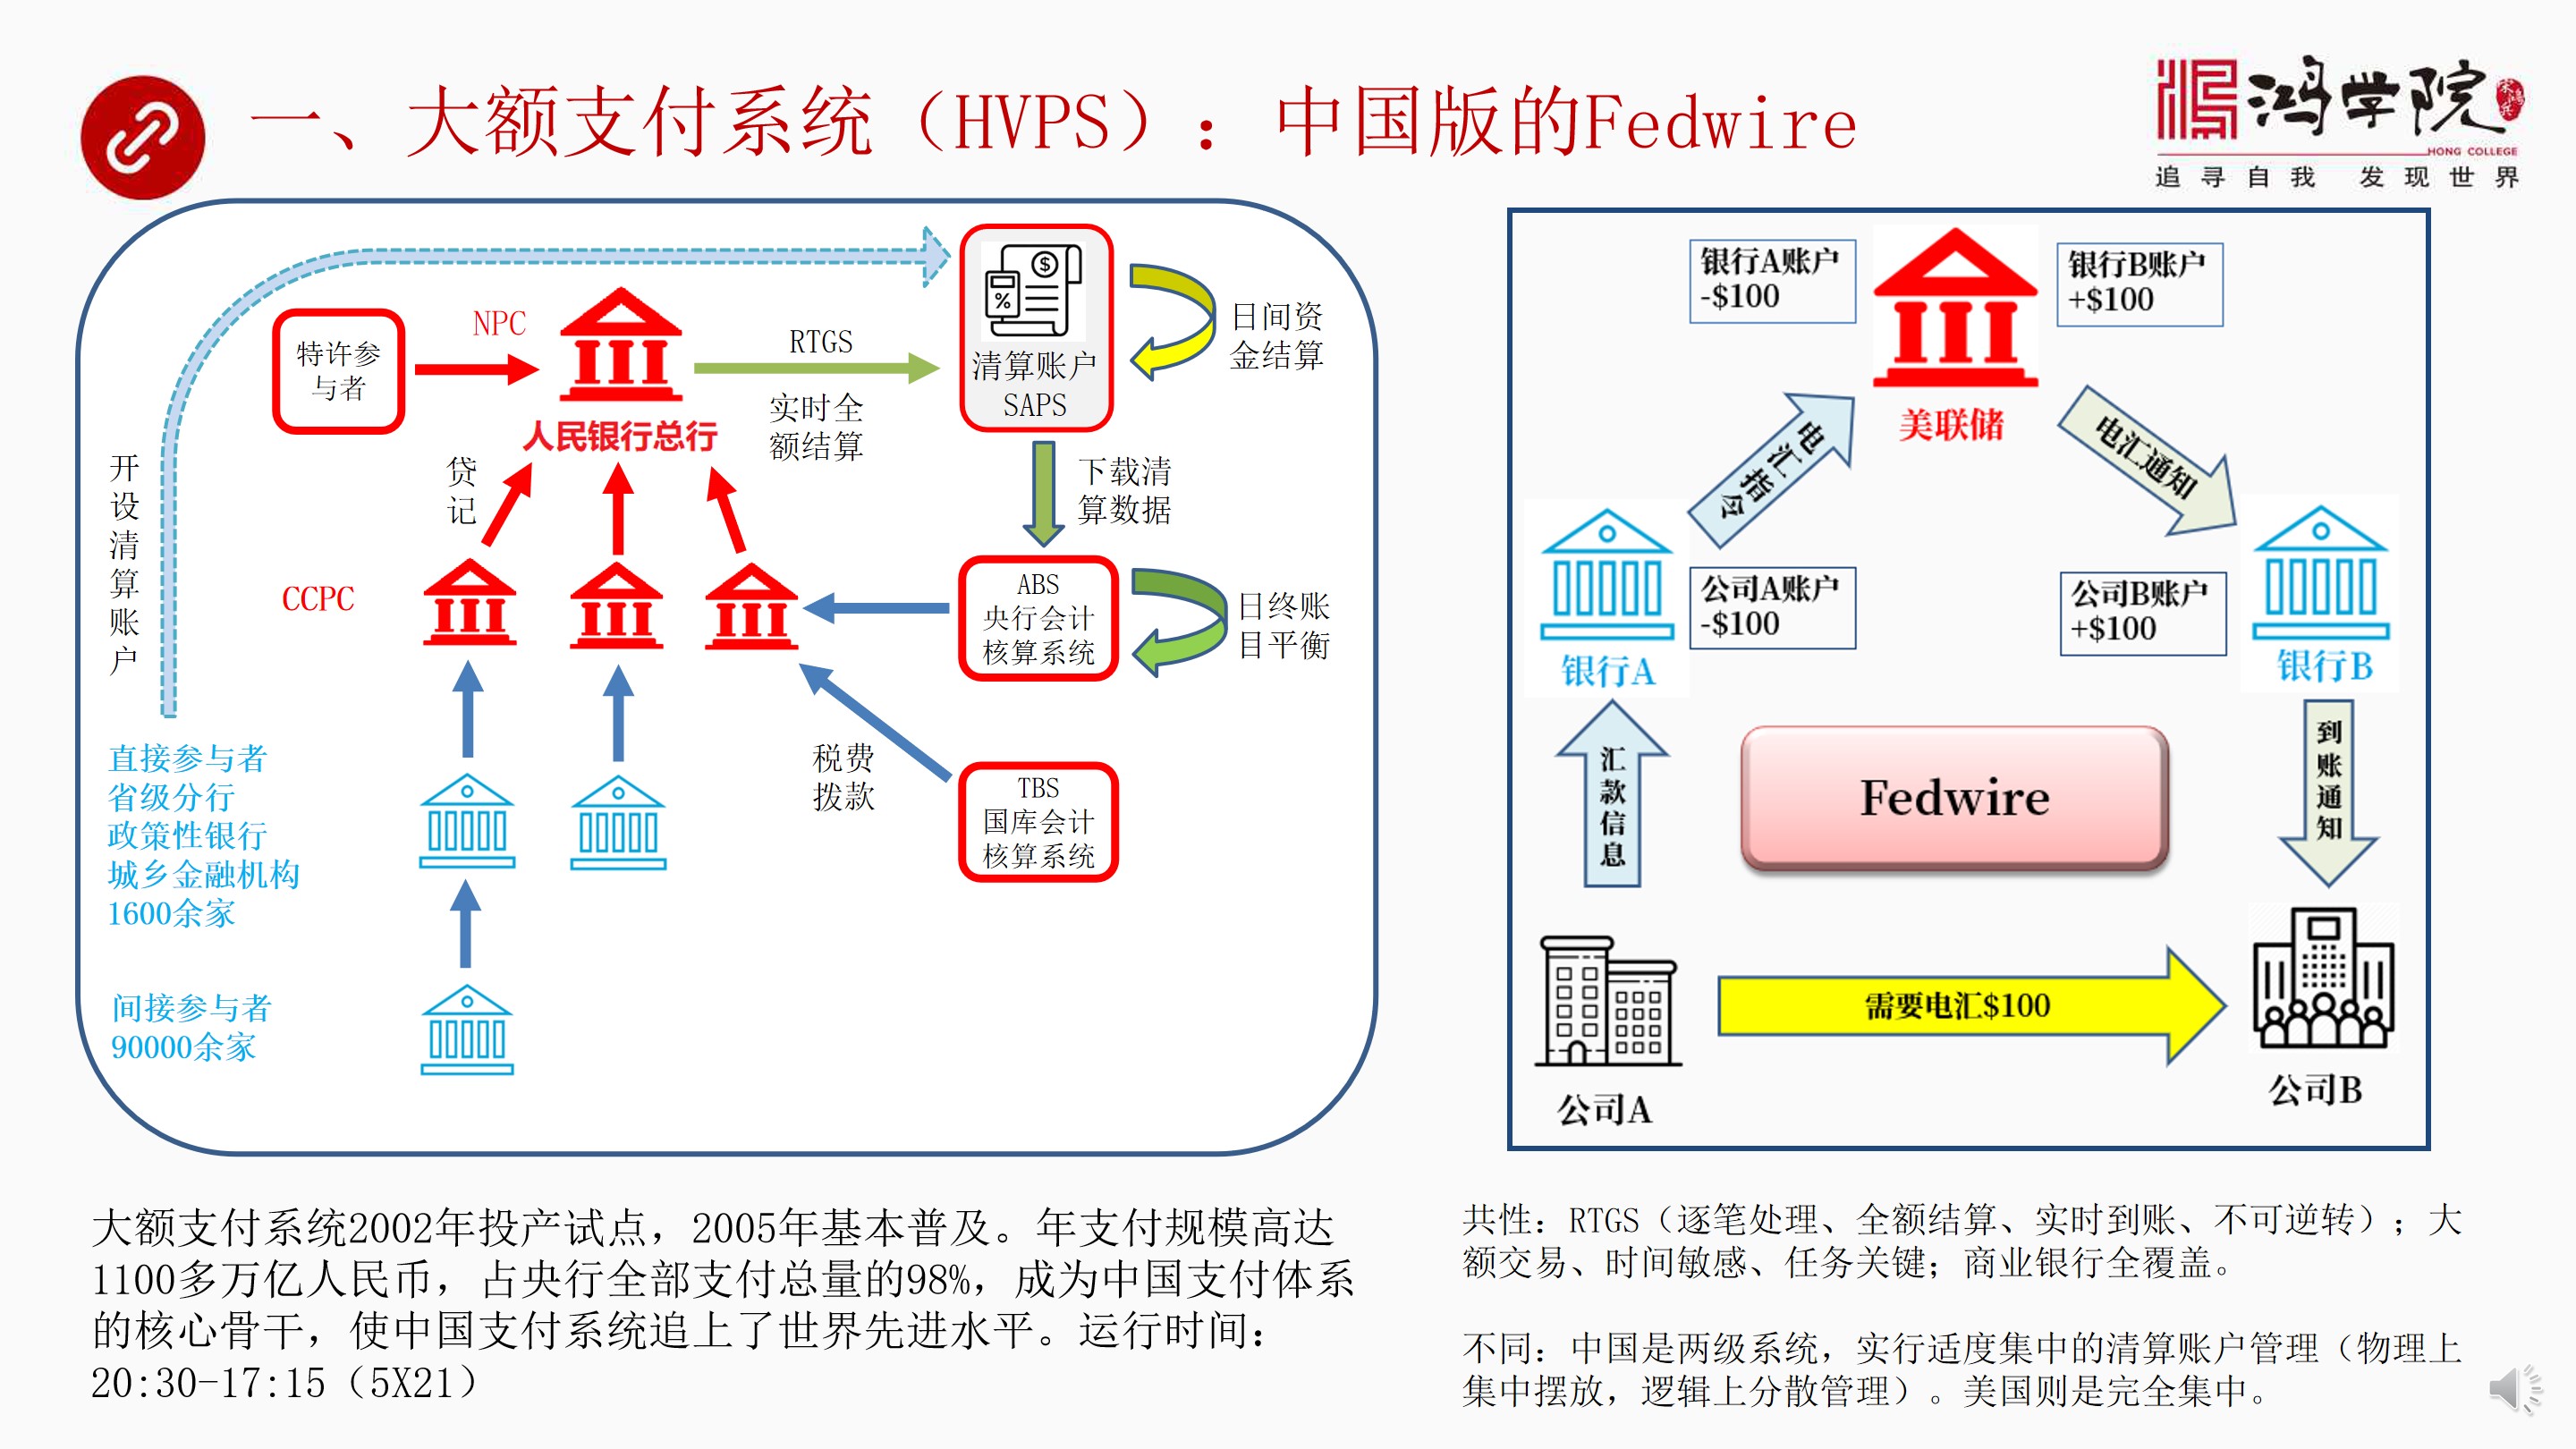 一、大额支付系统（HVPS）：中国版的Fedwire
鸿学院
HONG COLLEGE
追寻自我 发现世界
特许参
与者
NPC
人民银行总行
RTGS
实时全
额结算
$
%
清算账户
SAPS
日间资
金结算
开设清算账户
贷记
下载清
算数据
CCPC
ABS
央行会计
核算系统
日终账
目平衡
直接参与者
省级分行
政策性银行
城乡金融机构
1600余家
税费
拨款
TBS
国库会计
核算系统
间接参与者
90000余家
银行A账户
-$100
美联储
银行B账户
+$100
电汇指令
电汇通知
银行A
公司A账户
-$100
公司B账户
+$100
银行B
汇款信息
Fedwire
到账通知
需要电汇$100
公司A
公司B
大额支付系统2002年投产试点，2005年基本普及。年支付规模高达
1100多万亿人民币，占央行全部支付总量的98%，成为中国支付体系
的核心骨干，使中国支付系统追上了世界先进水平。运行时间：
20:30-17:15（5X21）
共性：RTGS（逐笔处理、全额结算、实时到账、不可逆转）；大
额交易、时间敏感、任务关键；商业银行全覆盖。
不同：中国是两级系统，实行适度集中的清算账户管理（物理上
集中摆放，逻辑上分散管理）。美国则是完全集中。